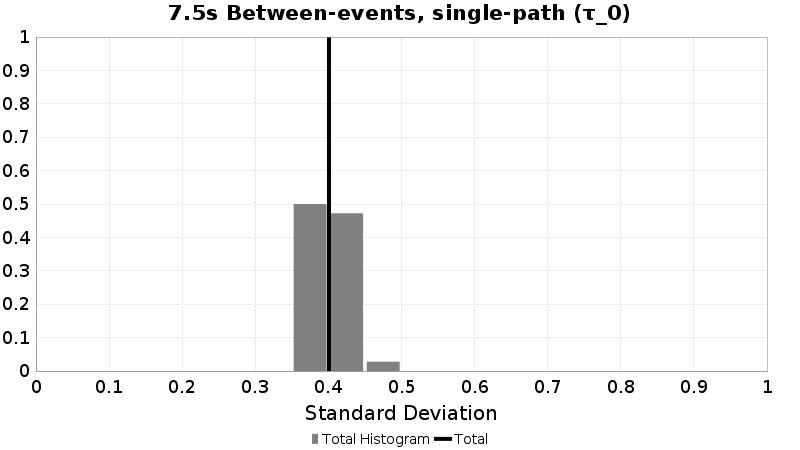 7.5s Between-events, single-path (τ_0)
1
0.9
0.8
0.7
0.6
0.5
0.4
0.3
0.2
0.1
0
0 0.1 0.2 0.3 0.4 0.5 0.6 0.7 0.8 0.9 1
Standard Deviation
Total Histogram Total